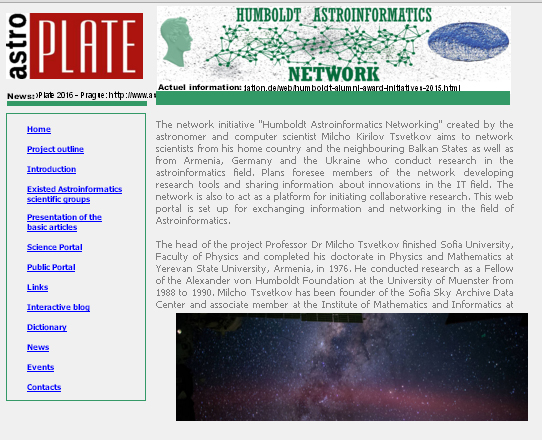 astro
PLATE
HUMBOLDT ASTROINFORMATICS
NETWORK
News: Plate 2016 - Prague: http://www.a
Actuel information: tation.de/web/humboldt-alumni-award-initiatives-2015.html
Home
Project outline
Introduction
Existed Astroinformatics
scientific groups
Presentation of the
basic articles
Science Portal
Public Portal
Links
Interactive blog
Dictionary
News
Events
Contacts
The network initiative "Humboldt Astroinformatics Networking" created by the
astronomer and computer scientist Milcho Kirilov Tsvetkov aims to network
scientists from his home country and the neighbouring Balkan States as well as
from Armenia, Germany and the Ukraine who conduct research in the
astroinformatics field. Plans foresee members of the network developing
research tools and sharing information about innovations in the IT field. The
network is also to act as a platform for initiating collaborative research. This web
portal is set up for exchanging information and networking in the field of
Astroinformatics.
The head of the project Professor Dr Milcho Tsvetkov finished Sofia University,
Faculty of Physics and completed his doctorate in Physics and Mathematics at
Yerevan State University, Armenia, in 1976. He conducted research as a Fellow
of the Alexander von Humboldt Foundation at the University of Muenster from
1988 to 1990. Milcho Tsvetkov has been founder of the Sofia Sky Archive Data
Center and associate member at the Institute of Mathematics and Informatics at